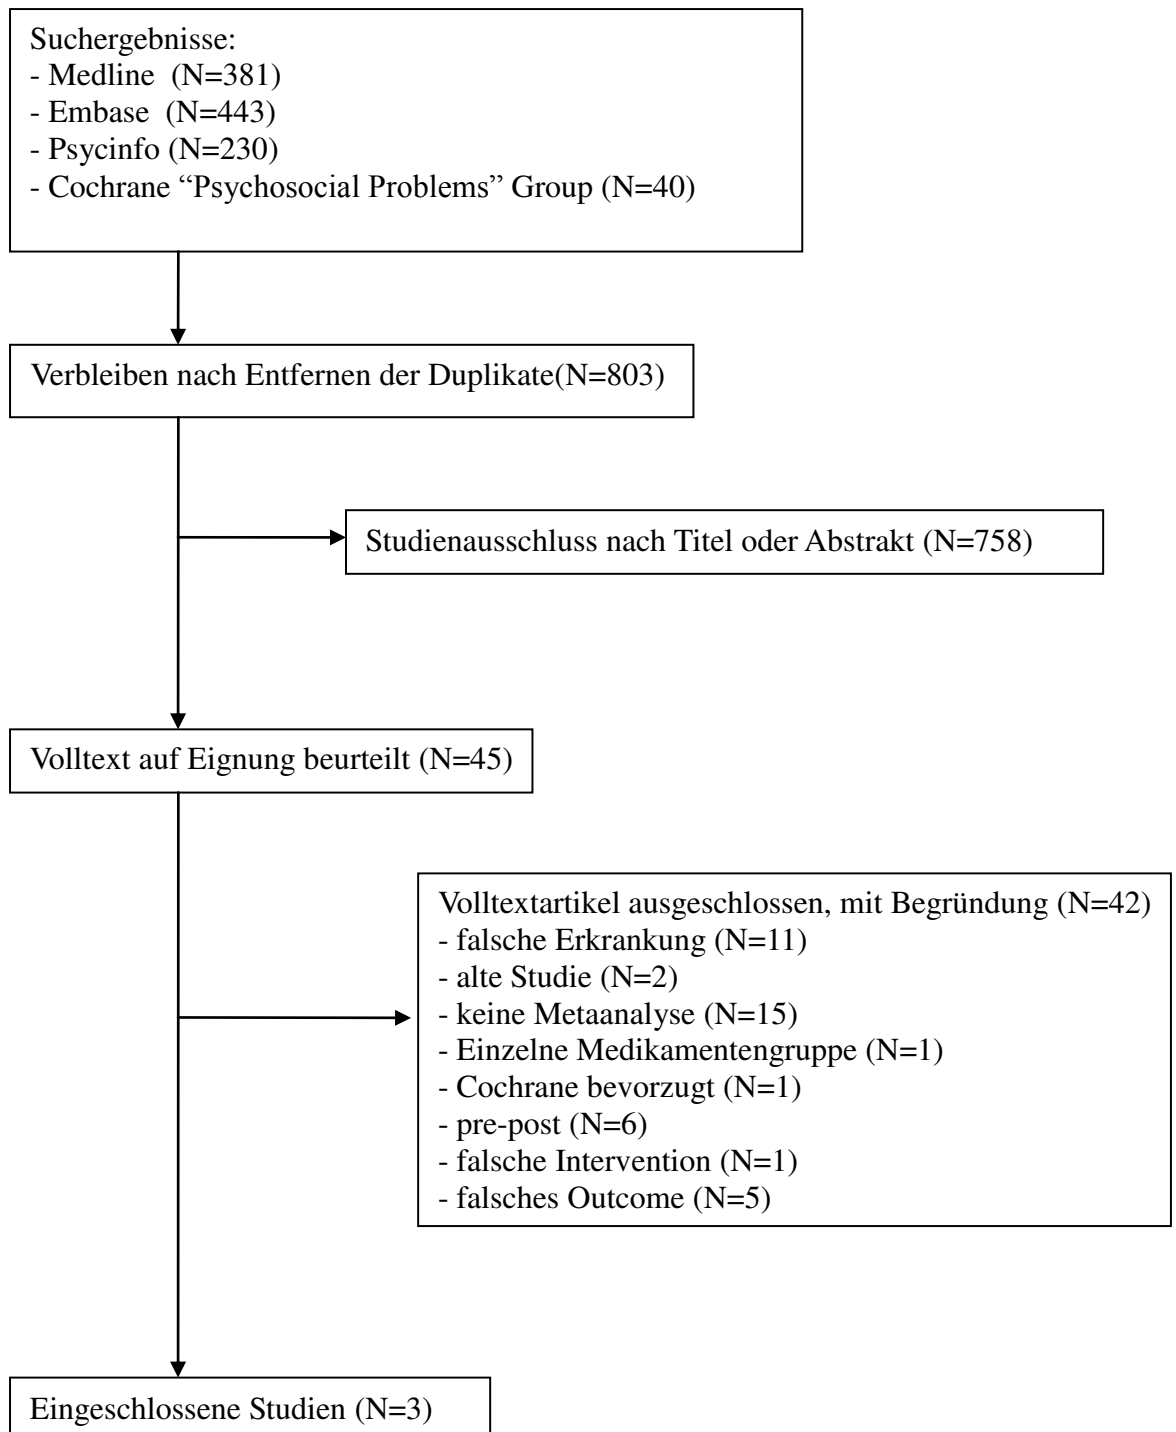 Suchergebnisse:
- Medline  (N=381)
- Embase  (N=443)
- Psycinfo (N=230)
- Cochrane “Psychosocial Problems” Group (N=40)
Verbleiben nach Entfernen der Duplikate(N=803)
Studienausschluss nach Titel oder Abstrakt (N=758)
Volltext auf Eignung beurteilt (N=45)
Volltextartikel ausgeschlossen, mit Begründung (N=42)
- falsche Erkrankung (N=11)
- alte Studie (N=2)
- keine Metaanalyse (N=15)
- Einzelne Medikamentengruppe (N=1)
- Cochrane bevorzugt (N=1)
- pre-post (N=6)
- falsche Intervention (N=1)
- falsches Outcome (N=5)
Eingeschlossene Studien (N=3)